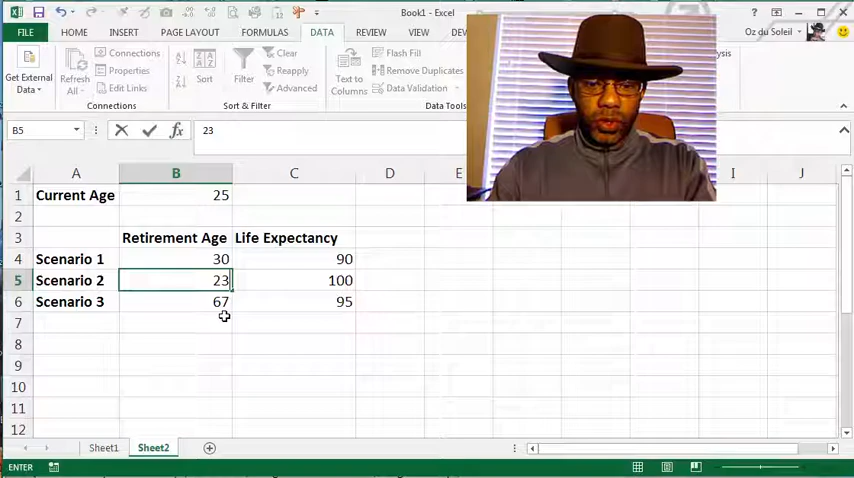 Book1 - Excel
FILE HOME INSERT PAGE LAYOUT FORMULAS DATA REVIEW VIEW Oz du Soleil
Get External Data
Refresh All
Connections
Properties
Edit Links
Connections
Sort
Filter
Clear
Reapply
Advanced
Sort & Filter
Text to Columns
Flash Fill
Remove Duplicates
Data Validation
B5 fx 23
A B C D E I J
1 Current Age 25
2
3 Retirement Age Life Expectancy
4 Scenario 1 30 90
5 Scenario 2 23 100
6 Scenario 3 67 95
7
8
9
10
11
12
Sheet1 Sheet2
ENTER